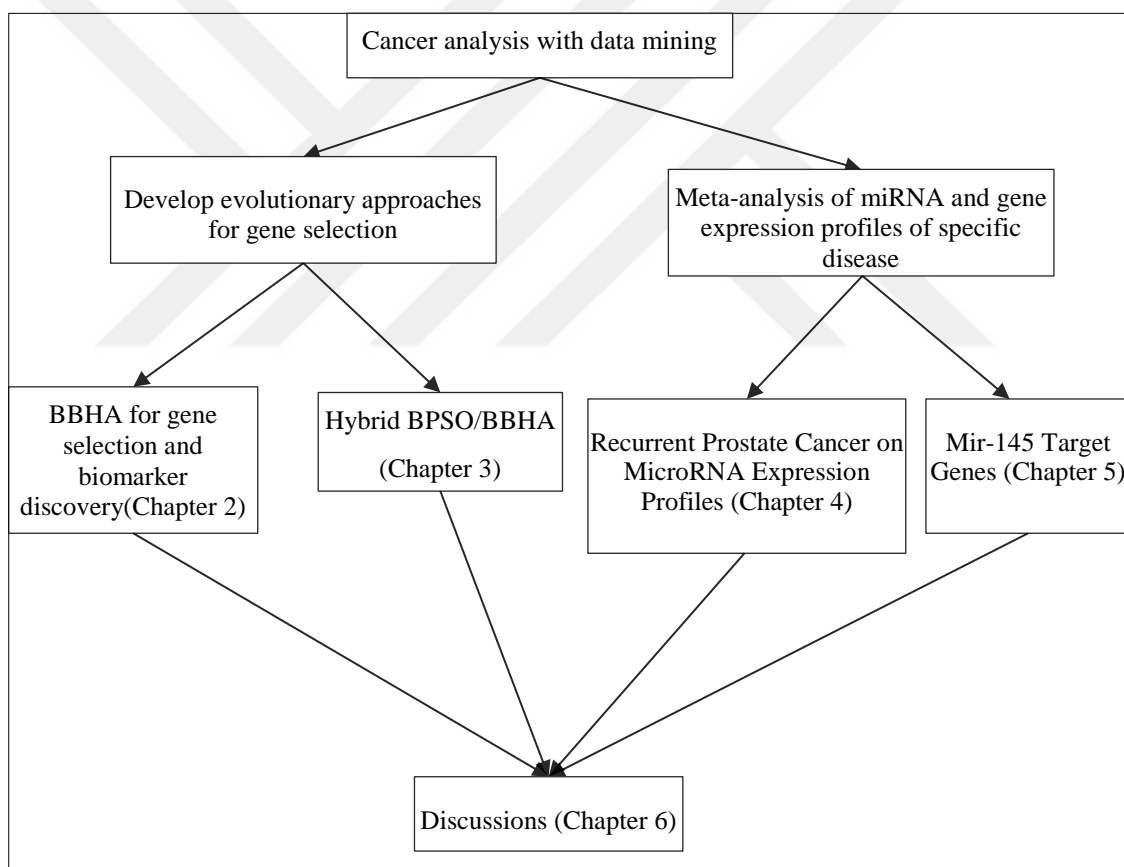 Cancer analysis with data mining
Develop evolutionary approaches
for gene selection
Meta-analysis of miRNA and gene
expression profiles of specific
disease
BBHA for gene
selection and
biomarker
discovery(Chapter 2)
Hybrid BPSO/BBHA
(Chapter 3)
Recurrent Prostate Cancer on
MicroRNA Expression
Profiles (Chapter 4)
Mir-145 Target
Genes (Chapter 5)
Discussions (Chapter 6)